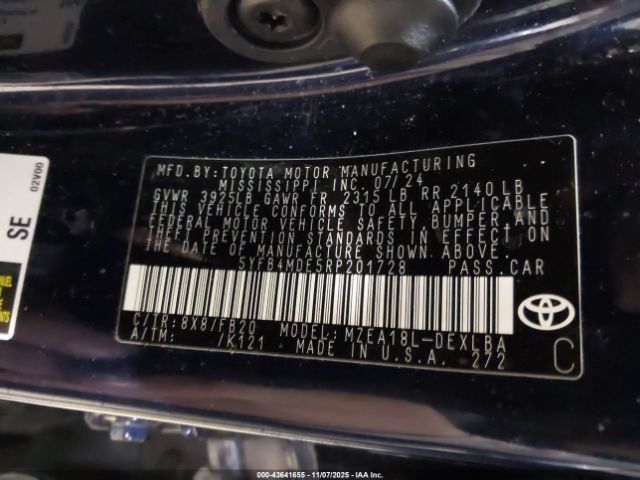 MFD.BY:TOYOTA MOTOR MANUFACTURING
MISSISSIPPI INC. 07/24
GVWR 3925LB GAWR FR 2315 LB RR 2140 LB
THIS VEHICLE CONFORMS TO ALL APPLICABLE
FEDERAL MOTOR VEHICLE SAFETY, BUMPER AND
THEFT PREVENTION STANDARDS IN EFFECT ON
THE DATE OF MANUFACTURE SHOWN ABOVE.
5YFB4MDE5RP201728 PASS.CAR
C/TR:8X87/FB20 MODEL:MZEA18L-DEXLBA
A/TM: /K121 MADE IN U.S.A. 272
TOYOTA
C
02V00
SE
000-43641655 - 11/07/2025 - IAAC, Inc.